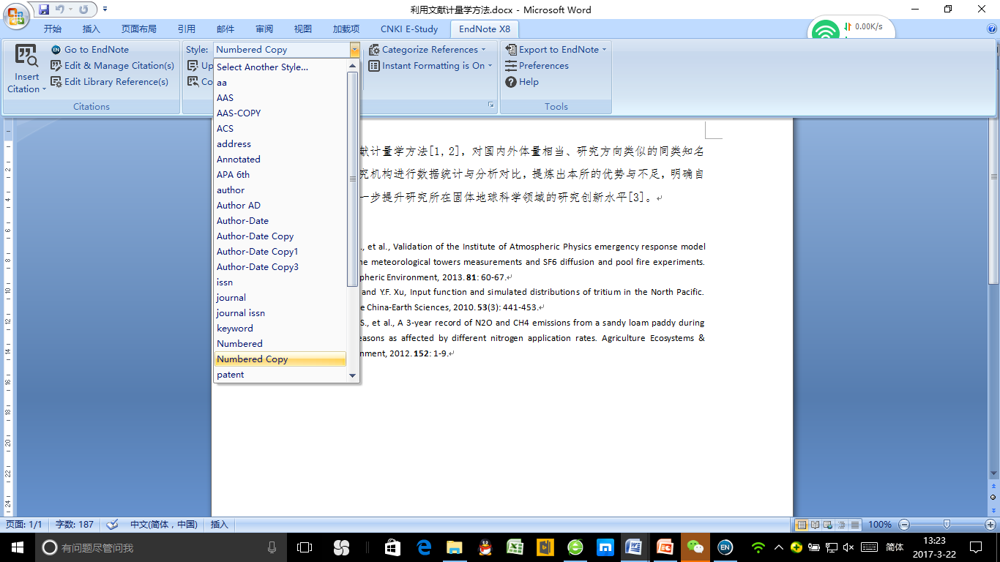 利用文献计量学方法.docx - Microsoft Word
开始 插入 页面布局 引用 邮件 审阅 视图 加载项 CNKI E-Study EndNote X8
0.00K/s
Insert Citation
Go to EndNote
Edit & Manage Citation(s)
Edit Library Reference(s)
Citations
Style: Numbered Copy
Up
Co
Categorize References
Instant Formatting is On
Export to EndNote
Preferences
Help
Tools
Select Another Style...
aa
AAS
AAS-COPY
ACS
address
Annotated
APA 6th
author
Author AD
Author-Date
Author-Date Copy
Author-Date Copy1
Author-Date Copy3
issn
journal
journal issn
keyword
Numbered
Numbered Copy
patent
献计量学方法[1, 2]，对国内外体量相当、研究方向类似的同类知名
究机构进行数据统计与分析对比，提炼出本所的优势与不足，明确自
一步提升研究所在固体地球科学领域的研究创新水平[3]。
., et al., Validation of the Institute of Atmospheric Physics emergency response model
ne meteorological towers measurements and SF6 diffusion and pool fire experiments.
pheric Environment, 2013. 81: 60-67.
and Y.F. Xu, Input function and simulated distributions of tritium in the North Pacific.
e China-Earth Sciences, 2010. 53(3): 441-453.
S., et al., A 3-year record of N2O and CH4 emissions from a sandy loam paddy during
easons as affected by different nitrogen application rates. Agriculture Ecosystems &
nment, 2012. 152: 1-9.
2
4
6
8
10
12
14
16
18
20
22
24
页面: 1/1 字数: 187 中文(简体，中国) 插入 100%
有问题尽管问我
EN
简体
13:23
2017-3-22